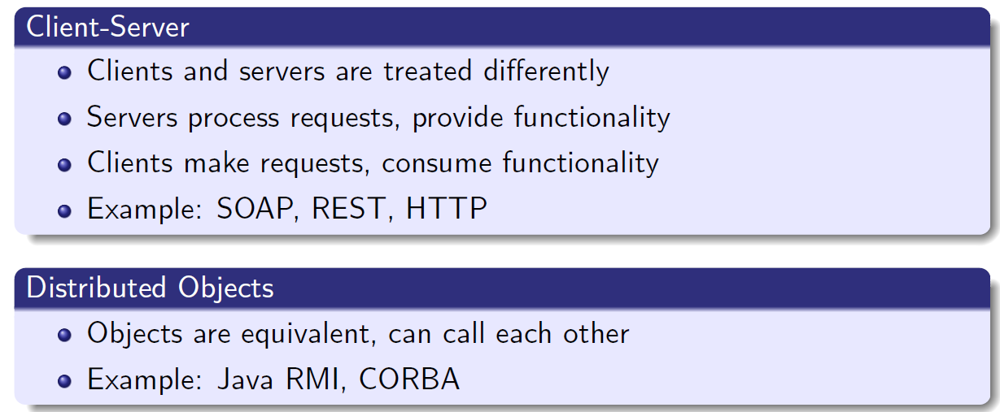 Client-Server
Clients and servers are treated differently
Servers process requests, provide functionality
Clients make requests, consume functionality
Example: SOAP, REST, HTTP
Distributed Objects
Objects are equivalent, can call each other
Example: Java RMI, CORBA